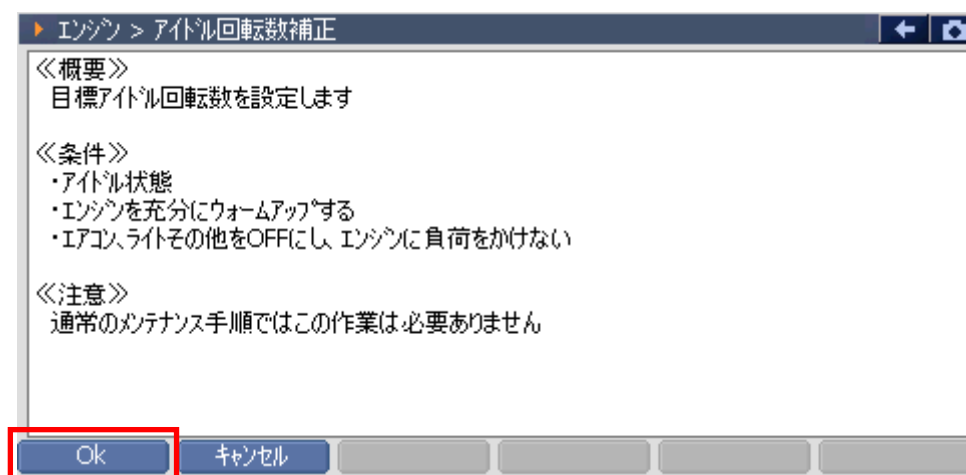 エンジン > アイドル回転数補正
≪概要≫
目標アイドル回転数を設定します
≪条件≫
・アイドル状態
・エンジンを充分にウォームアップする
・エアコン、ライトその他をOFFにし、エンジンに負荷をかけない
≪注意≫
通常のメンテナンス手順ではこの作業は必要ありません
Ok
キャンセル